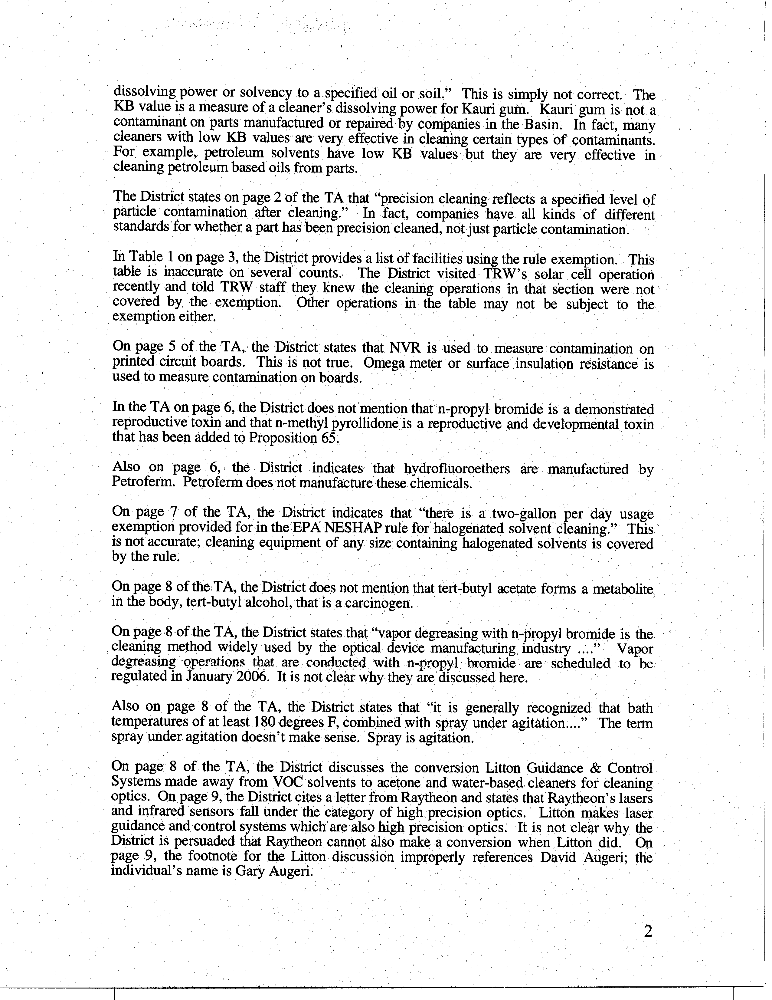 dissolving power or solvency to a specified oil or soil.” This is simply not correct. The
KB value is a measure of a cleaner’s dissolving power for Kauri gum. Kauri gum is not a
contaminant on parts manufactured or repaired by companies in the Basin. In fact, many
cleaners with low KB values are very effective in cleaning certain types of contaminants.
For example, petroleum solvents have low KB values but they are very effective in
cleaning petroleum based oils from parts.
The District states on page 2 of the TA that “precision cleaning reflects a specified level of
particle contamination after cleaning.” In fact, companies have all kinds of different
standards for whether a part has been precision cleaned, not just particle contamination.
In Table 1 on page 3, the District provides a list of facilities using the rule exemption. This
table is inaccurate on several counts. The District visited TRW’s solar cell operation
recently and told TRW staff they knew the cleaning operations in that section were not
covered by the exemption. Other operations in the table may not be subject to the
exemption either.
On page 5 of the TA, the District states that NVR is used to measure contamination on
printed circuit boards. This is not true. Omega meter or surface insulation resistance is
used to measure contamination on boards.
In the TA on page 6, the District does not mention that n-propyl bromide is a demonstrated
reproductive toxin and that n-methyl pyrollidone is a reproductive and developmental toxin
that has been added to Proposition 65.
Also on page 6, the District indicates that hydrofluoroethers are manufactured by
Petroferm. Petroferm does not manufacture these chemicals.
On page 7 of the TA, the District indicates that “there is a two-gallon per day usage
exemption provided for in the EPA NESHAP rule for halogenated solvent cleaning.” This
is not accurate; cleaning equipment of any size containing halogenated solvents is covered
by the rule.
On page 8 of the TA, the District does not mention that tert-butyl acetate forms a metabolite
in the body, tert-butyl alcohol, that is a carcinogen.
On page 8 of the TA, the District states that “vapor degreasing with n-propyl bromide is the
cleaning method widely used by the optical device manufacturing industry ....” Vapor
degreasing operations that are conducted with n-propyl bromide are scheduled to be
regulated in January 2006. It is not clear why they are discussed here.
Also on page 8 of the TA, the District states that “it is generally recognized that bath
temperatures of at least 180 degrees F, combined with spray under agitation....” The term
spray under agitation doesn’t make sense. Spray is agitation.
On page 8 of the TA, the District discusses the conversion Litton Guidance & Control
Systems made away from VOC solvents to acetone and water-based cleaners for cleaning
optics. On page 9, the District cites a letter from Raytheon and states that Raytheon’s lasers
and infrared sensors fall under the category of high precision optics. Litton makes laser
guidance and control systems which are also high precision optics. It is not clear why the
District is persuaded that Raytheon cannot also make a conversion when Litton did. On
page 9, the footnote for the Litton discussion improperly references David Augeri; the
individual’s name is Gary Augeri.
2